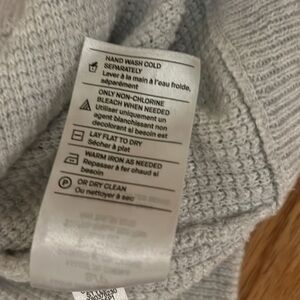 HAND WASH COLD
SEPARATELY
Lever à la main à l'eau froide,
séparément
ONLY NON-CHLORINE
BLEACH WHEN NEEDED
Utiliser uniquement un
agent blanchissant non
decolorant si besoin est
LAY FLAT TO DRY
Sécher à plat
WARM IRON AS NEEDED
Repasser à fer chaud si
besoin
P OR DRY CLEAN
Ou nettoyer à sec